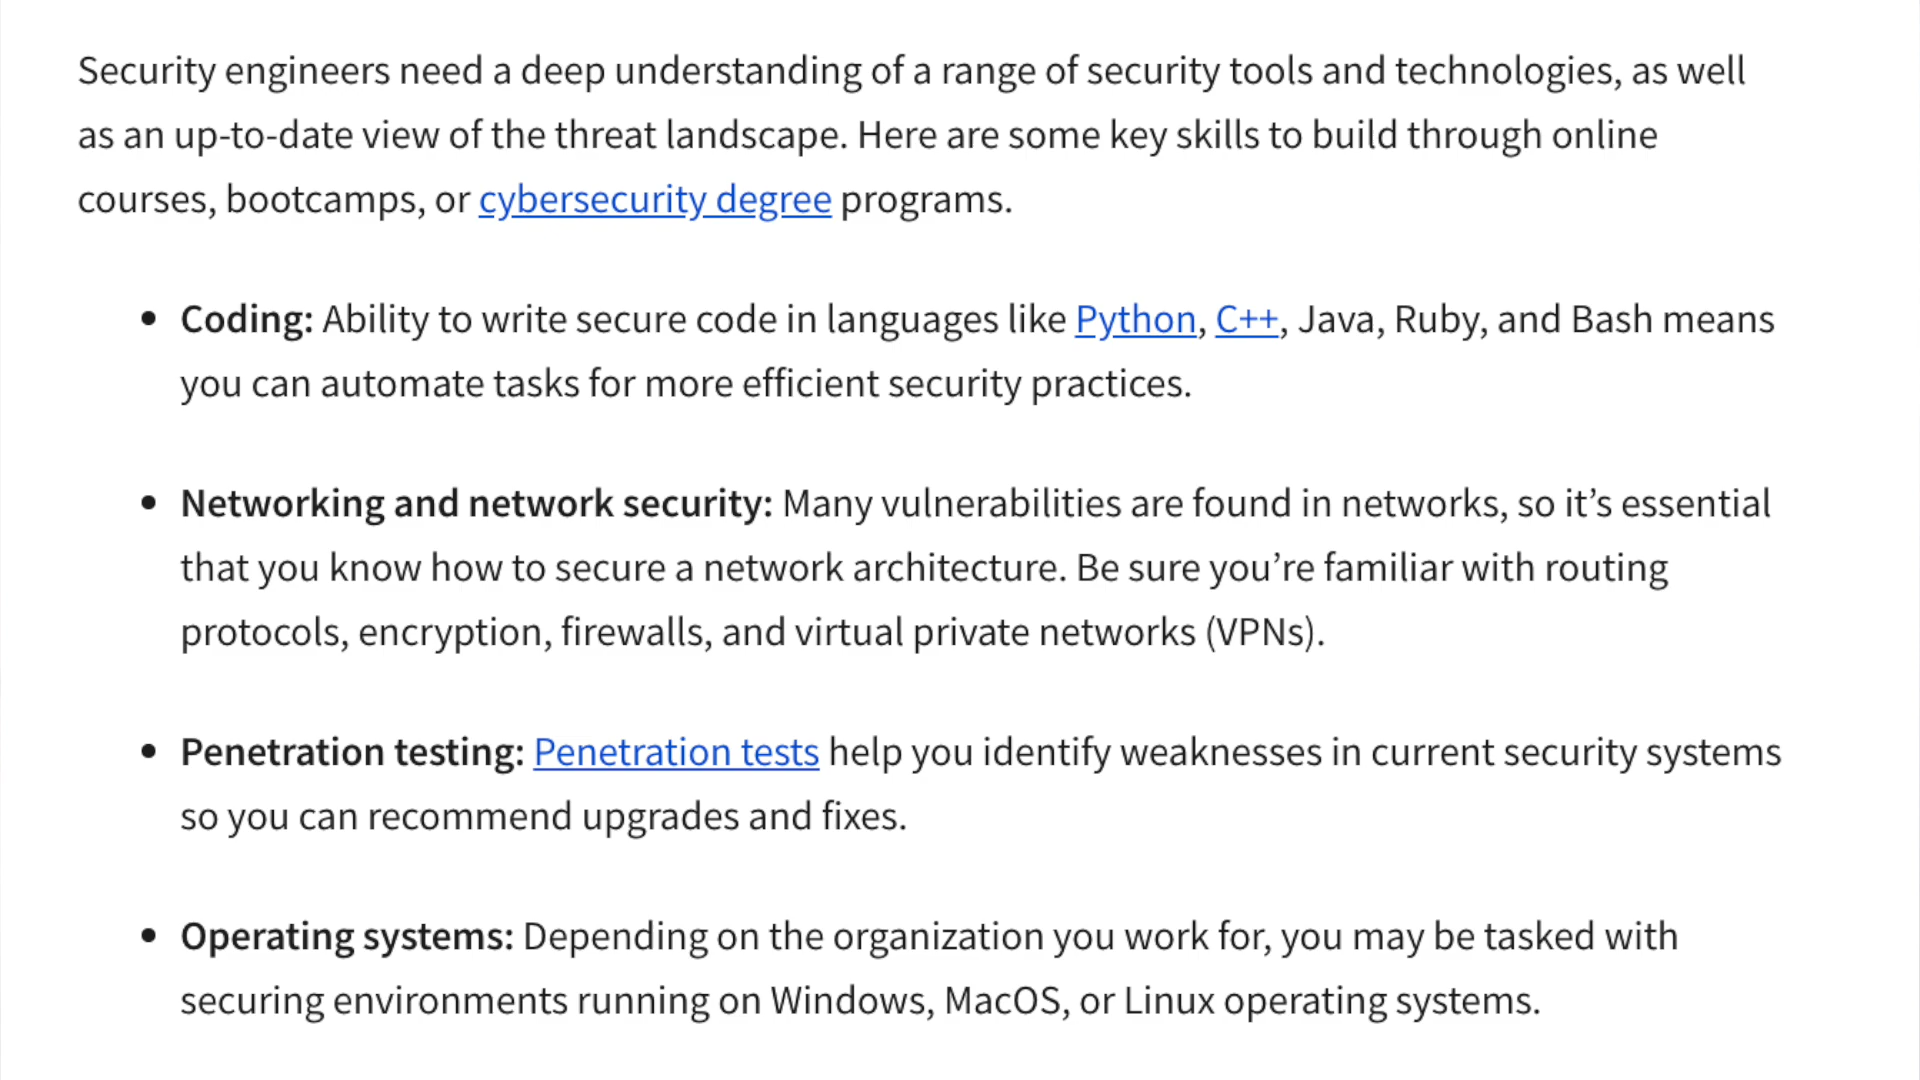 Security engineers need a deep understanding of a range of security tools and technologies, as well
as an up-to-date view of the threat landscape. Here are some key skills to build through online
courses, bootcamps, or cybersecurity degree programs.
• Coding: Ability to write secure code in languages like Python, C++, Java, Ruby, and Bash means
you can automate tasks for more efficient security practices.
• Networking and network security: Many vulnerabilities are found in networks, so it’s essential
that you know how to secure a network architecture. Be sure you’re familiar with routing
protocols, encryption, firewalls, and virtual private networks (VPNs).
• Penetration testing: Penetration tests help you identify weaknesses in current security systems
so you can recommend upgrades and fixes.
• Operating systems: Depending on the organization you work for, you may be tasked with
securing environments running on Windows, MacOS, or Linux operating systems.